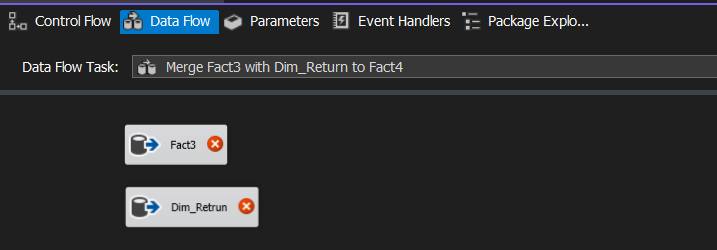 Control Flow Data Flow Parameters Event Handlers Package Explo...
Data Flow Task: Merge Fact3 with Dim_Return to Fact4
Fact3
Dim_Retrun